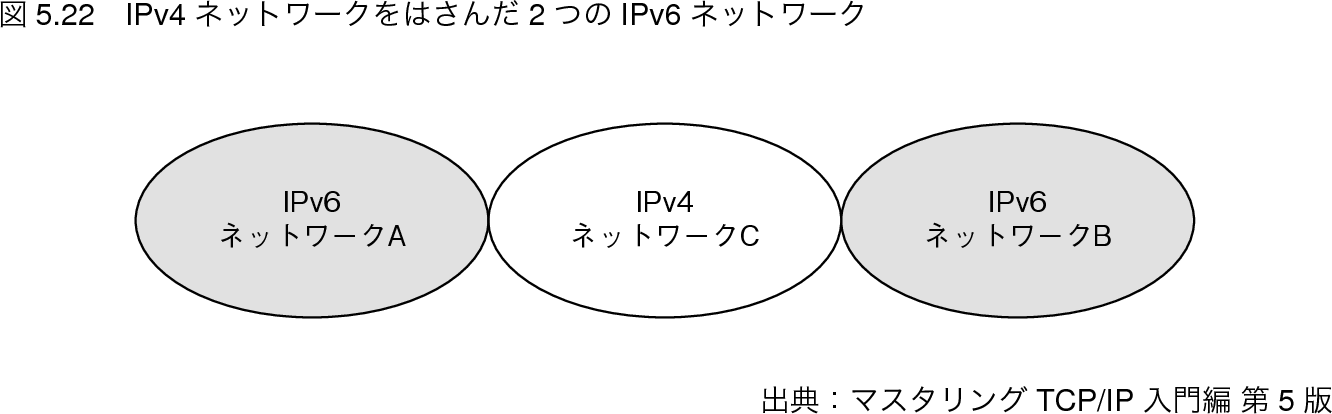 図 5.22　IPv4 ネットワークをはさんだ 2 つの IPv6 ネットワーク
IPv6
ネットワークA
IPv4
ネットワークC
IPv6
ネットワークB
出典：マスタリング TCP/IP 入門編 第 5 版